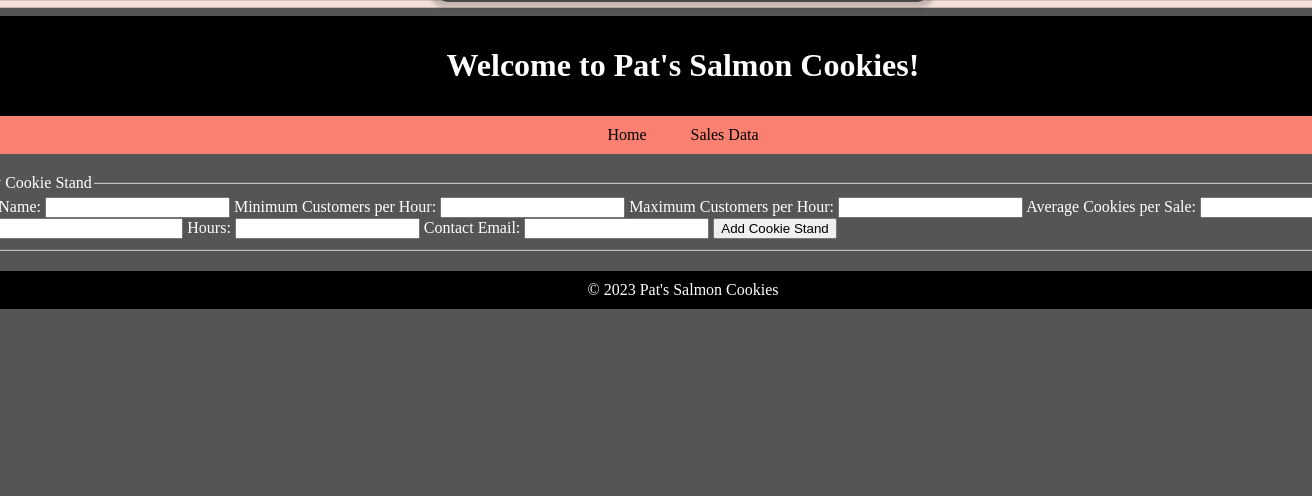 Welcome to Pat's Salmon Cookies!
Home Sales Data
Cookie Stand
Name: Minimum Customers per Hour: Maximum Customers per Hour: Average Cookies per Sale:
Hours: Contact Email: Add Cookie Stand
© 2023 Pat's Salmon Cookies